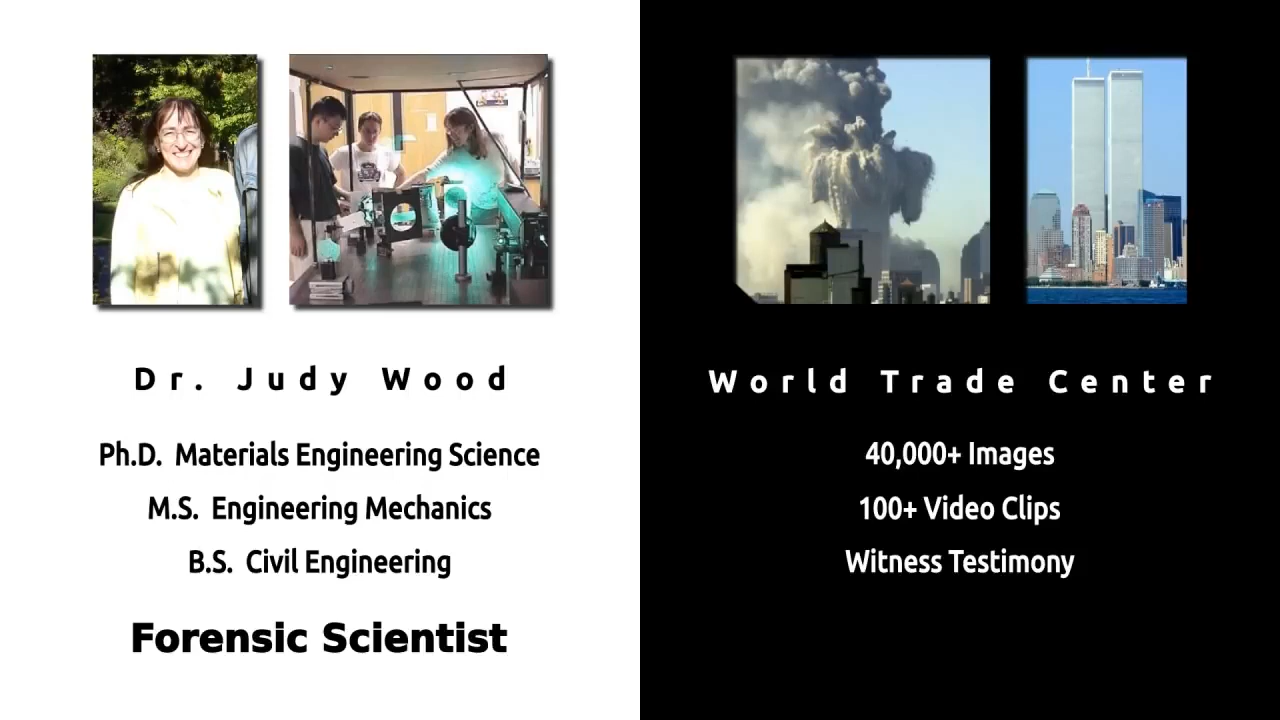 Dr. Judy Wood
Ph.D. Materials Engineering Science
M.S. Engineering Mechanics
B.S. Civil Engineering
Forensic Scientist
World Trade Center
40,000+ Images
100+ Video Clips
Witness Testimony